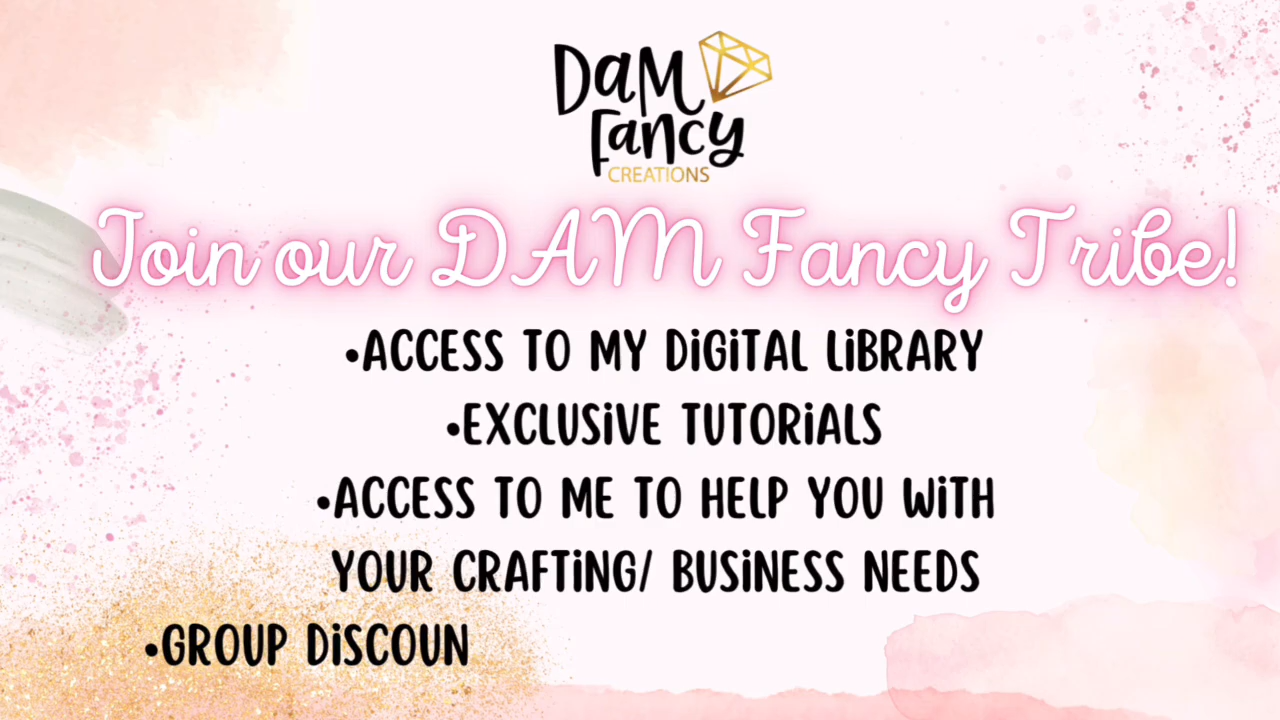 DaM
Fancy
CREATIONS
Join our DAM Fancy Tribe!
•ACCESS TO MY DiGiTAL LiBRARY
•EXCLUSiVE TUTORiALS
•ACCESS TO ME TO HELP YOU WiTH
YOUR CRAFTiNG/ BUSiNESS NEEDS
•GROUP DiSCOUN